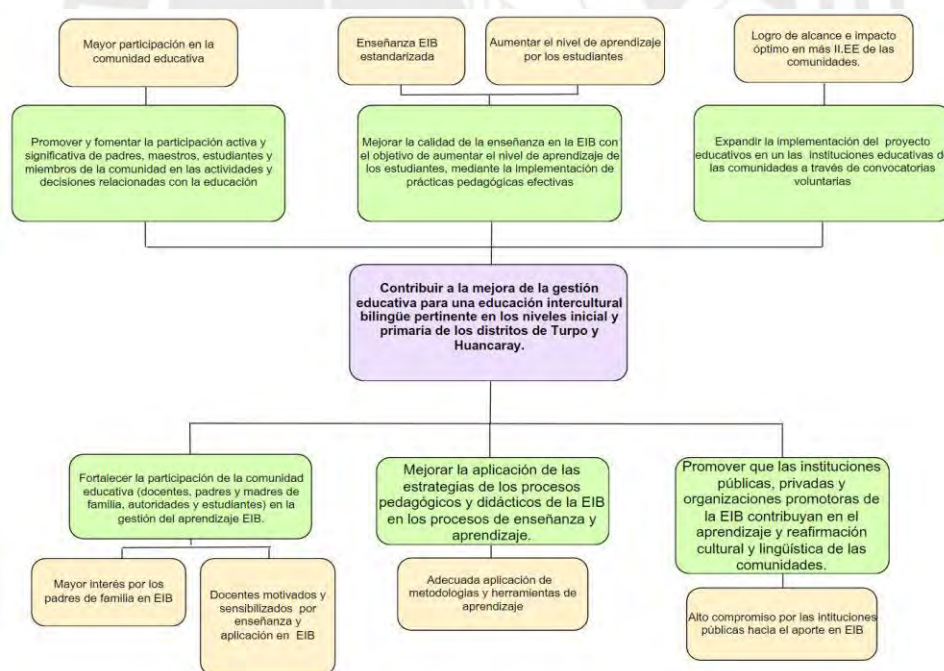 Mayor participación en la
comunidad educativa
Enseñanza EIB
estandarizada
Aumentar el nivel de aprendizaje
por los estudiantes
Logro de alcance e impacto
óptimo en más II.EE de las
comunidades.
Promover y fomentar la participación activa y
significativa de padres, maestros, estudiantes y
miembros de la comunidad en las actividades y
decisiones relacionadas con la educación
Mejorar la calidad de la enseñanza en la EIB con
el objetivo de aumentar el nivel de aprendizaje de
los estudiantes, mediante la implementación de
prácticas pedagógicas efectivas
Expandir la implementación del proyecto
educativos en un las instituciones educativas de
las comunidades a través de convocatorias
voluntarias
Contribuir a la mejora de la gestión
educativa para una educación intercultural
bilingüe pertinente en los niveles inicial y
primaria de los distritos de Turpo y
Huancaray.
Fortalecer la participación de la comunidad
educativa (docentes, padres y madres de
familia, autoridades y estudiantes) en la
gestión del aprendizaje EIB.
Mejorar la aplicación de las
estrategias de los procesos
pedagógicos y didácticos de la EIB
en los procesos de enseñanza y
aprendizaje.
Promover que las instituciones
públicas, privadas y
organizaciones promotoras de
la EIB contribuyan en el
aprendizaje y reafirmación
cultural y lingüística de las
comunidades.
Mayor interés por los
padres de familia en EIB
Docentes motivados y
sensibilizados por
enseñanza y
aplicación en EIB
Adecuada aplicación de
metodologías y herramientas de
aprendizaje
Alto compromiso por las intituciones
públicas hacia el aporte en EIB